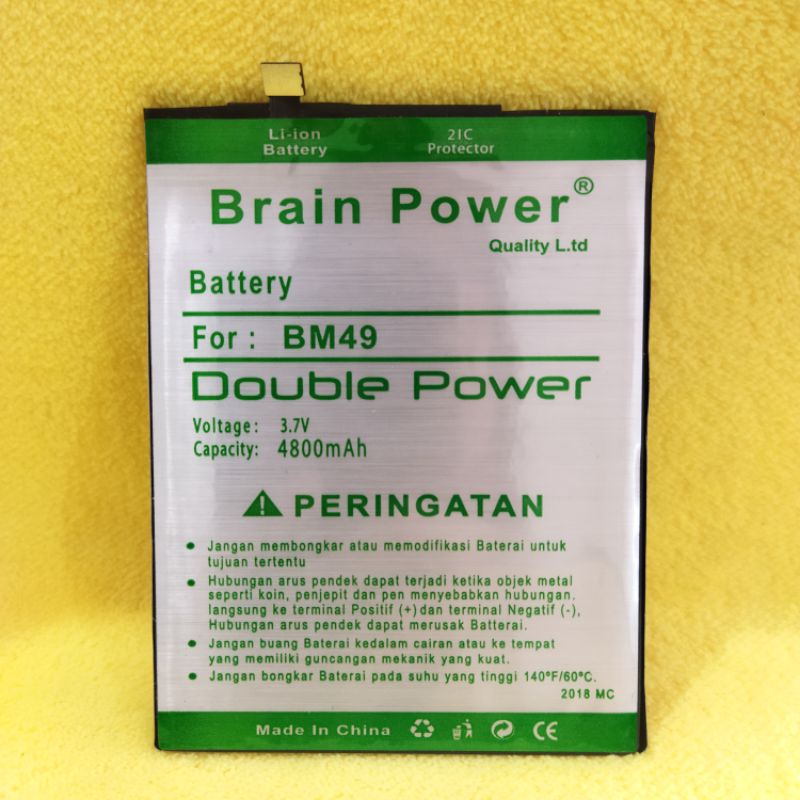 Li-ion
Battery
2IC
Protector
Brain Power®
Quality L.td
Battery
For : BM49
Double Power
Voltage: 3.7V
Capacity: 4800mAh
PERINGATAN
• Jangan membongkar atau memodifikasi Baterai untuk
tujuan tertentu
• Hubungan arus pendek dapat terjadi ketika objek metal
seperti koin, penjepit dan pen menyebabkan hubungan.
langsung ke terminal Positif (+) dan terminal Negatif (-),
Hubungan arus pendek dapat merusak Batterai.
• Jangan buang Baterai kedalam cairan atau ke tempat
yang memiliki guncangan mekanik yang kuat.
• Jangan bongkar Baterai pada suhu yang tinggi 140ºF/60ºC.
2018 MC
Made In China CE